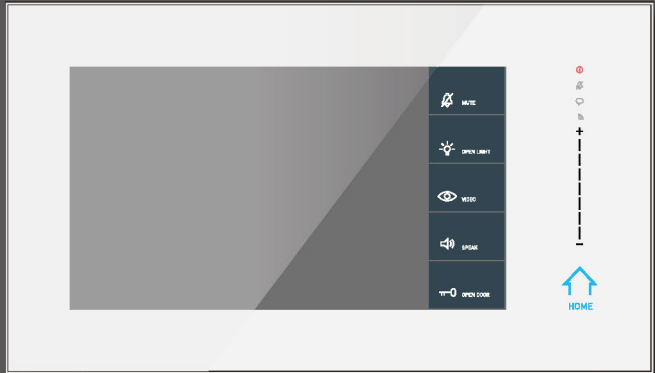 MUTE
OPEN LIGHT
VIDEO
SPEAK
OPEN DOOR
+
-
HOME